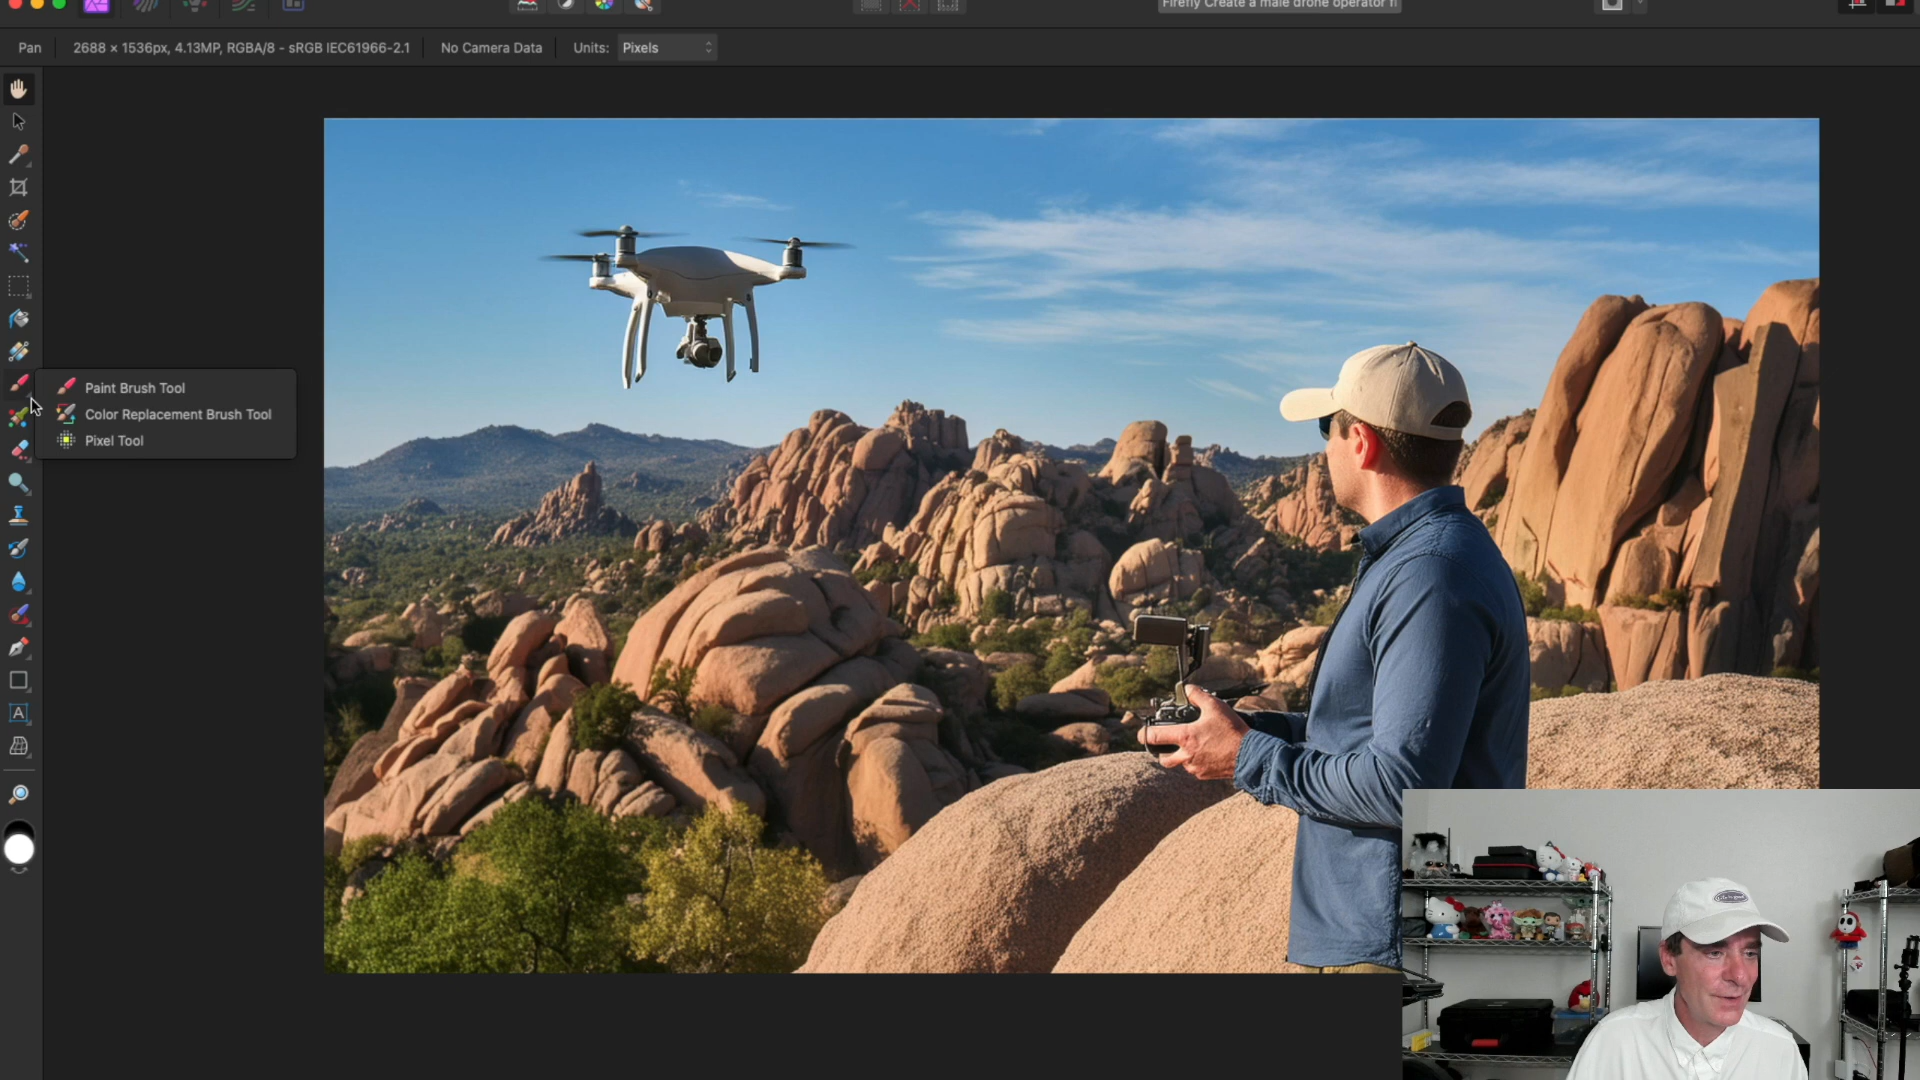 Firefly Create a male drone operator fl
Pan 2688 × 1536px, 4.13MP, RGBA/8 - sRGB IEC61966-2.1 No Camera Data Units: Pixels
Paint Brush Tool
Color Replacement Brush Tool
Pixel Tool
A